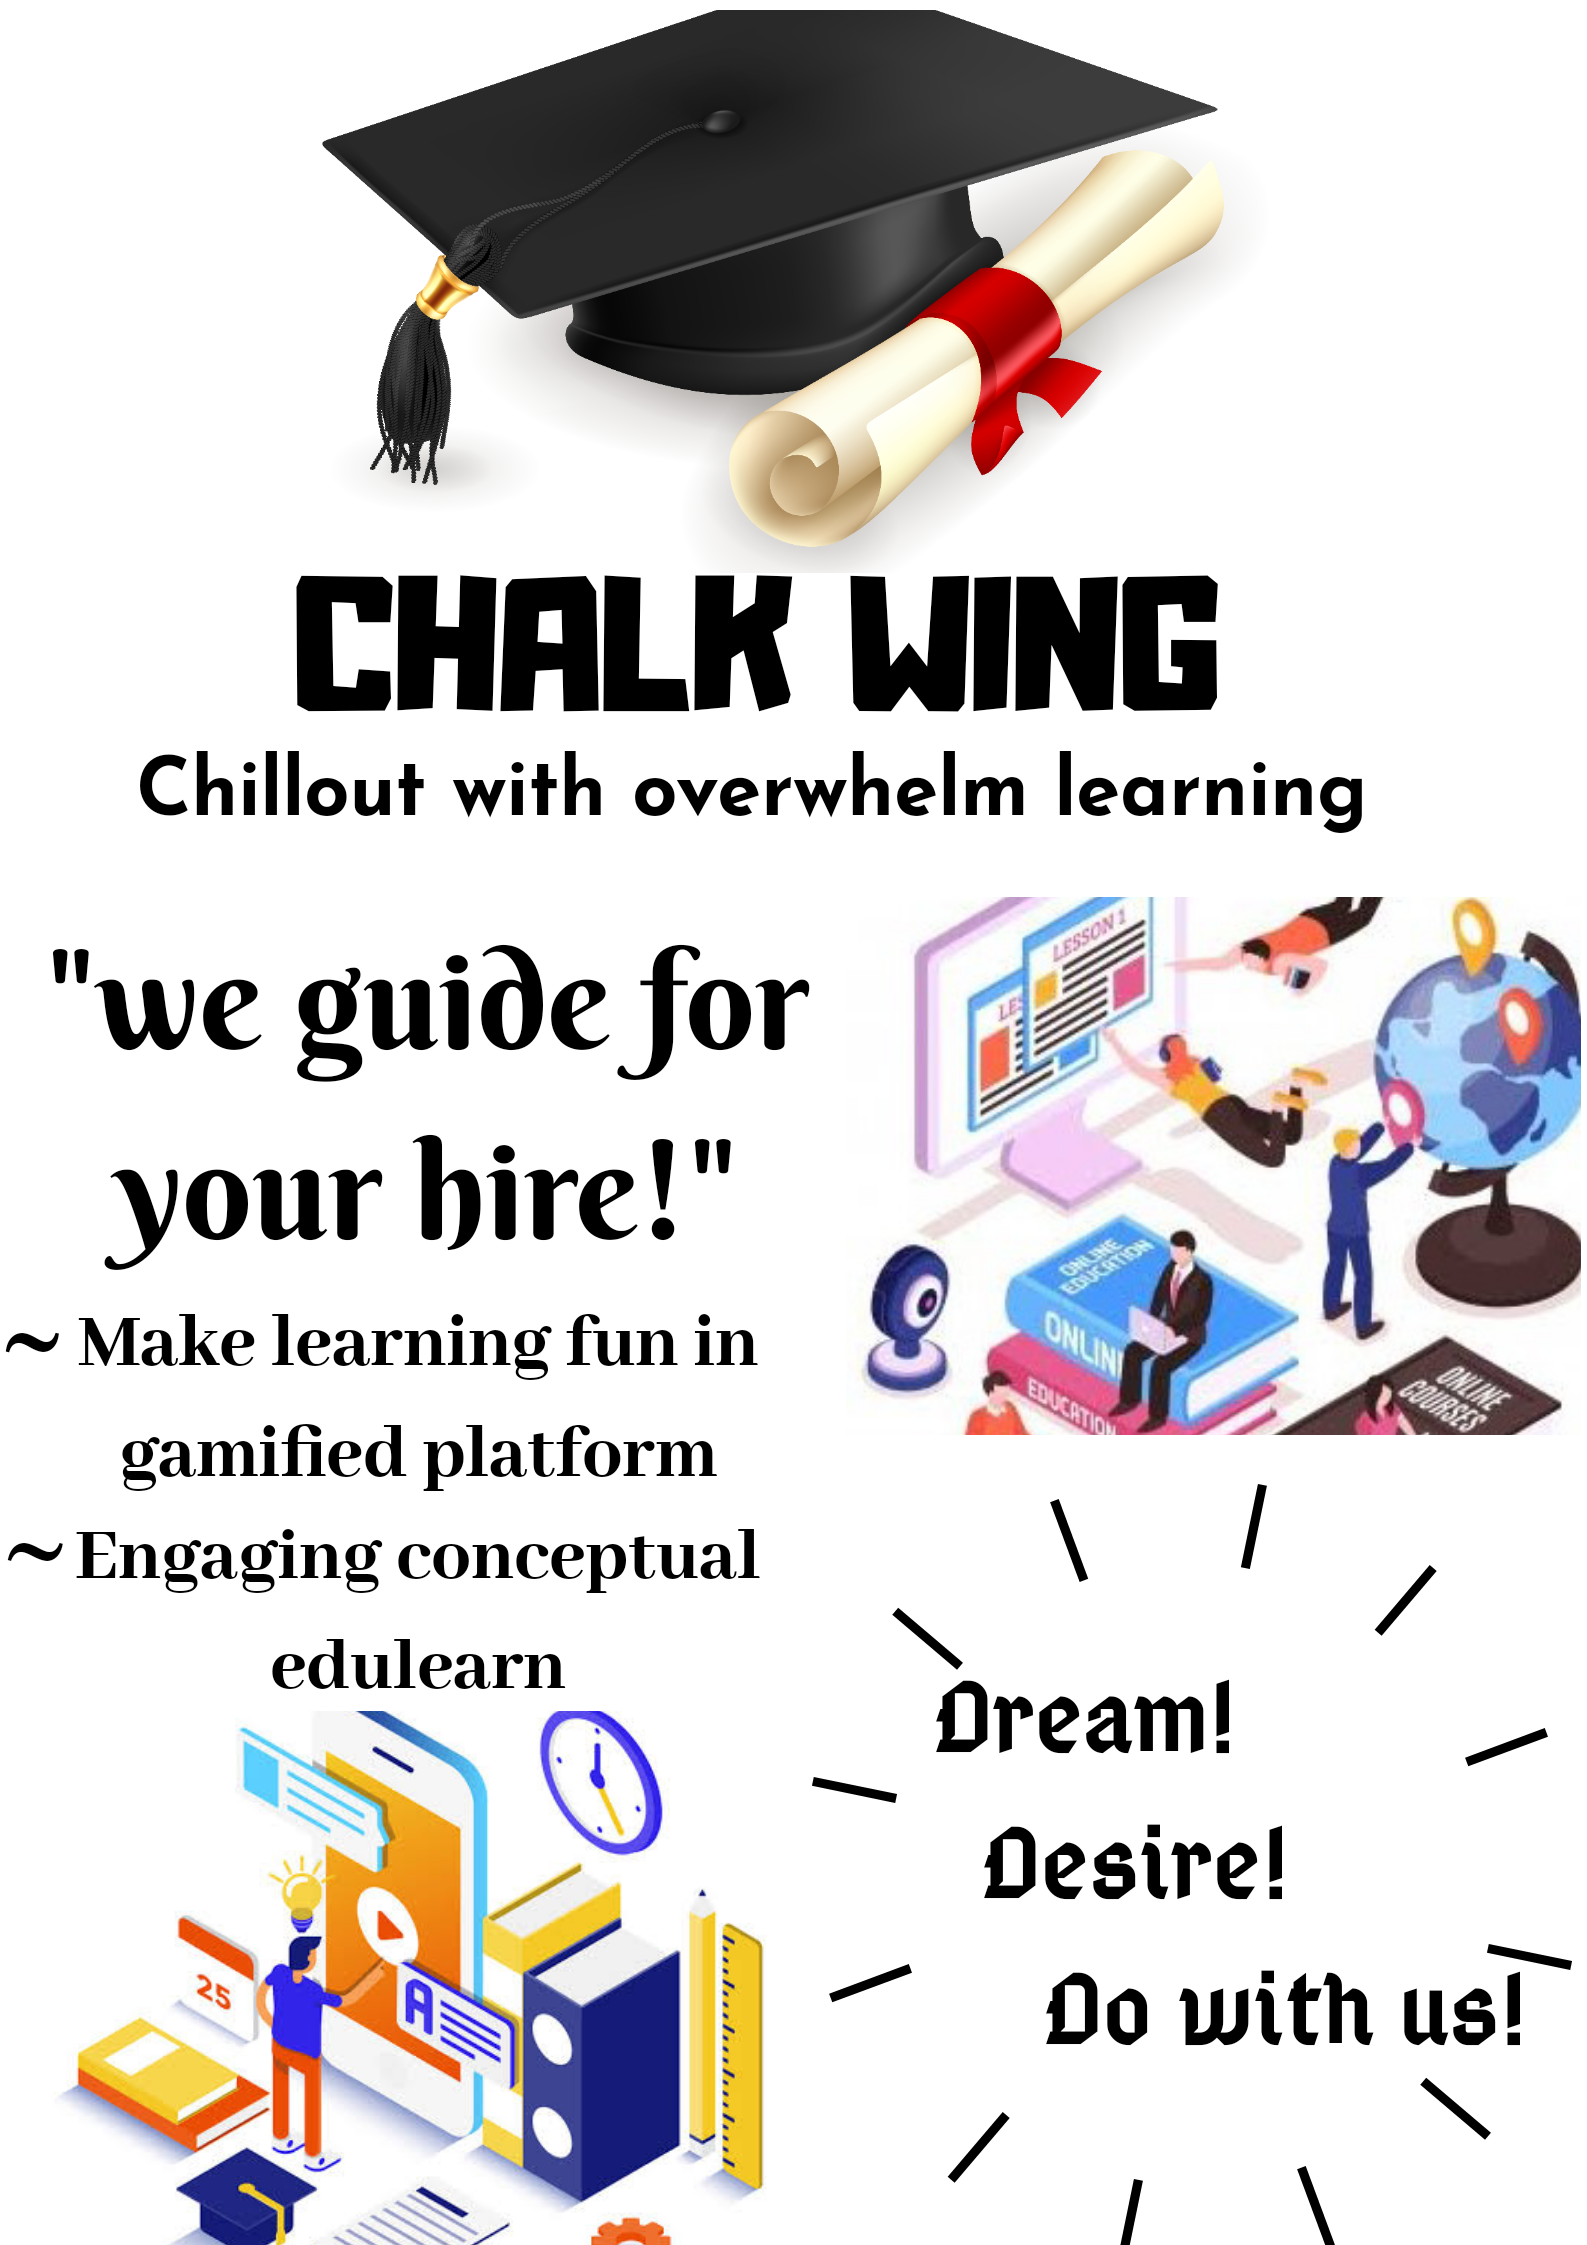 CHALK WING
Chillout with overwhelm learning
"we guide for
your hire!"
~ Make learning fun in
gamified platform
~ Engaging conceptual
edulearn
LESSON 1
LES
ONLINE
EDUCATION
ONLIN
EDUCATION
ONLINE
COURSES
Dream!
Desire!
Do with us!
25
A